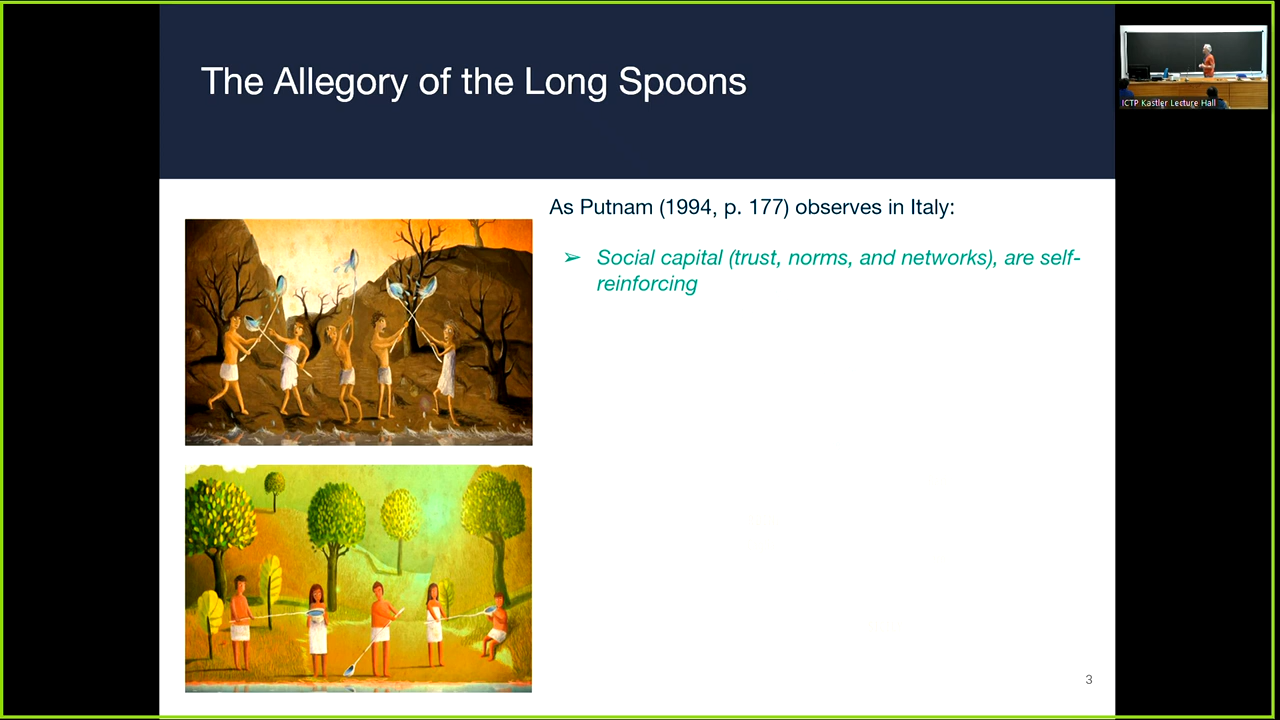 The Allegory of the Long Spoons
ICTP Kastler Lecture Hall
As Putnam (1994, p. 177) observes in Italy:
➢ Social capital (trust, norms, and networks), are self-
reinforcing
3